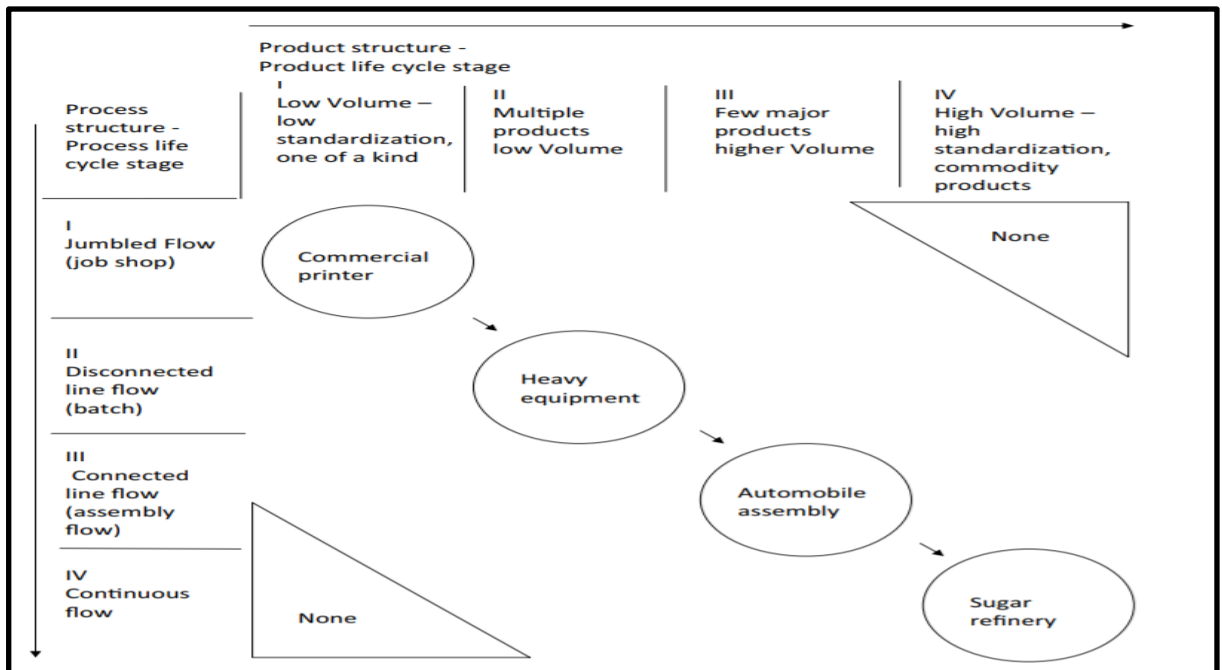 Product structure -
Product life cycle stage
Process
structure -
Process life
cycle stage
I
Low Volume –
low
standardization,
one of a kind
II
Multiple
products
low Volume
III
Few major
products
higher Volume
IV
High Volume –
high
standardization,
commodity
products
I
Jumbled Flow
(job shop)
Commercial
printer
None
II
Disconnected
line flow
(batch)
Heavy
equipment
III
Connected
line flow
(assembly
flow)
Automobile
assembly
IV
Continuous
flow
None
Sugar
refinery